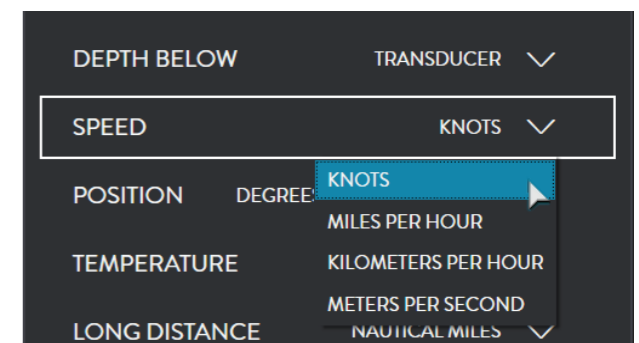 DEPTH BELOW TRANSDUCER
SPEED KNOTS
KNOTS
POSITION DEGREES
MILES PER HOUR
TEMPERATURE KILOMETERS PER HOUR
METERS PER SECOND
LONG DISTANCE NAUTICAL MILES